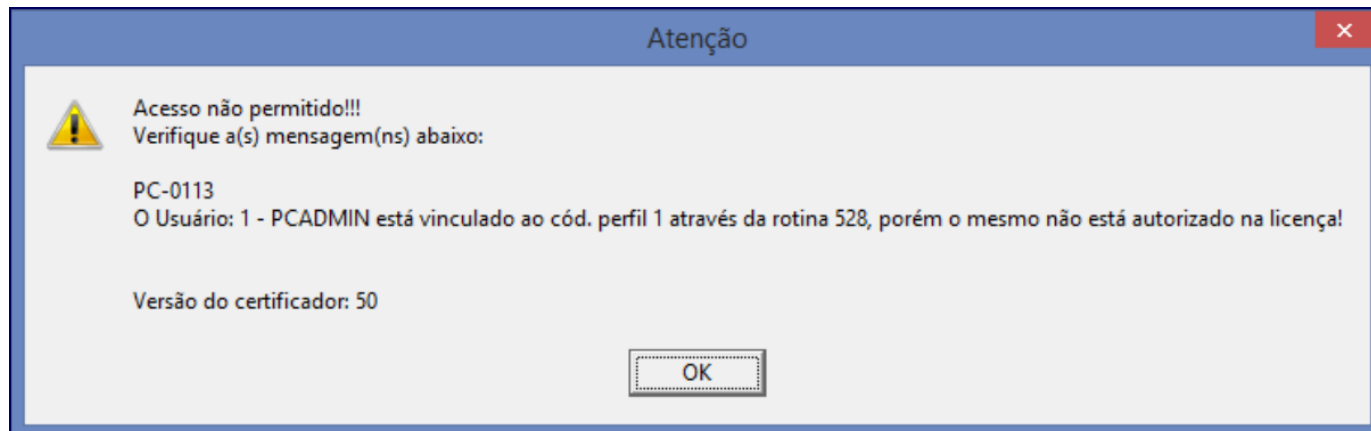 Atenção
Acesso não permitido!!!
Verifique a(s) mensagem(ns) abaixo:
PC-0113
O Usuário: 1 - PCADMIN está vinculado ao cód. perfil 1 através da rotina 528, porém o mesmo não está autorizado na licença!
Versão do certificador: 50
OK